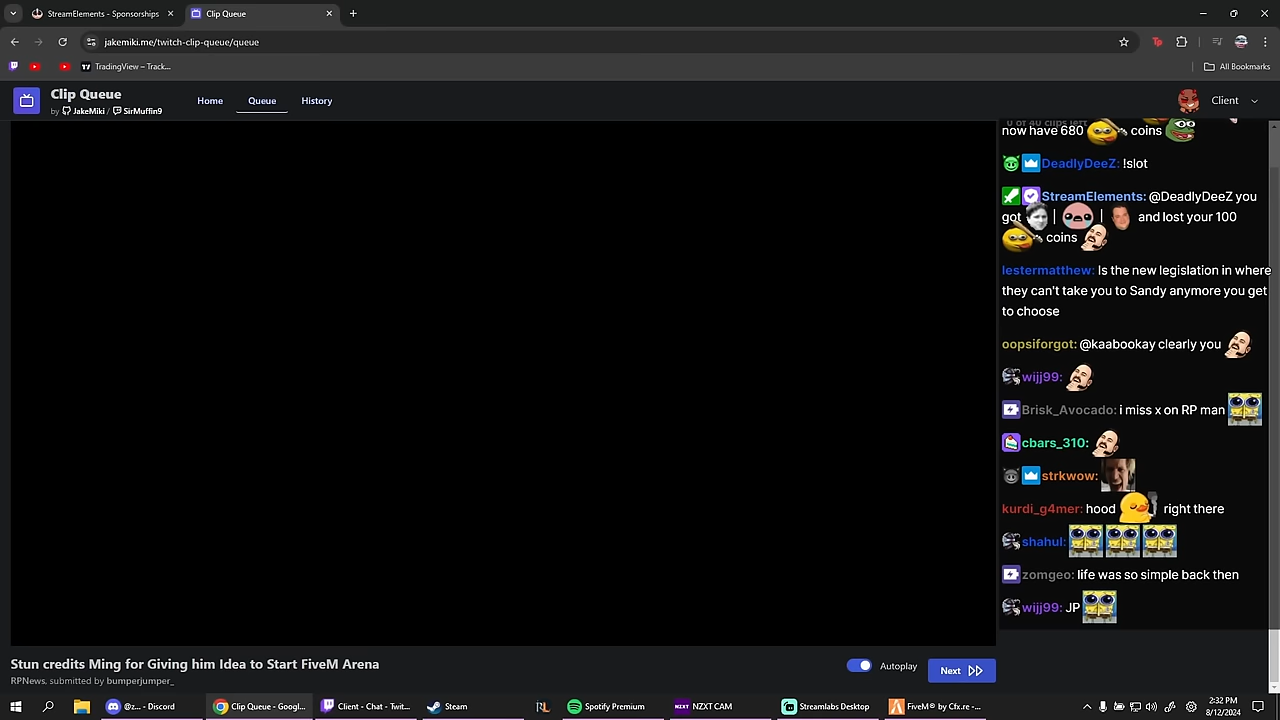 StreamElements - Sponsorships
Clip Queue
jakemiki.me/twitch-clip-queue/queue
TradingView – Track...
All Bookmarks
Clip Queue
by JakeMiki / SirMuffin9
Home
Queue
History
Client
0 of 40 clips left
now have 680 coins
DeadlyDeeZ: !slot
StreamElements: @DeadlyDeeZ you
got | | and lost your 100
coins
lestermatthew: Is the new legislation in where
they can't take you to Sandy anymore you get
to choose
oopsiforgot: @kaabookay clearly you
wijj99:
Brisk_Avocado: i miss x on RP man
cbars_310:
strkwow:
kurdi_g4mer: hood right there
shahul:
zomgeo: life was so simple back then
wijj99: JP
Stun credits Ming for Giving him Idea to Start FiveM Arena
RPNews, submitted by bumperjumper_
Autoplay
Next
@... - Discord
Clip Queue - Googl...
Client - Chat - Twit...
Steam
Spotify Premium
NZXT
NZXT CAM
Streamlabs Desktop
FiveM® by Cfx.re - ...
2:32 PM
8/12/2024